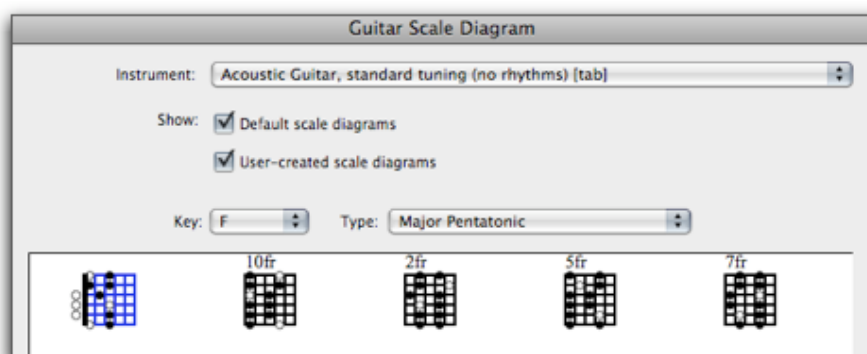 Guitar Scale Diagram
Instrument: Acoustic Guitar, standard tuning (no rhythms) [tab]
Show: Default scale diagrams
User-created scale diagrams
Key: F Type: Major Pentatonic
10fr 2fr 5fr 7fr